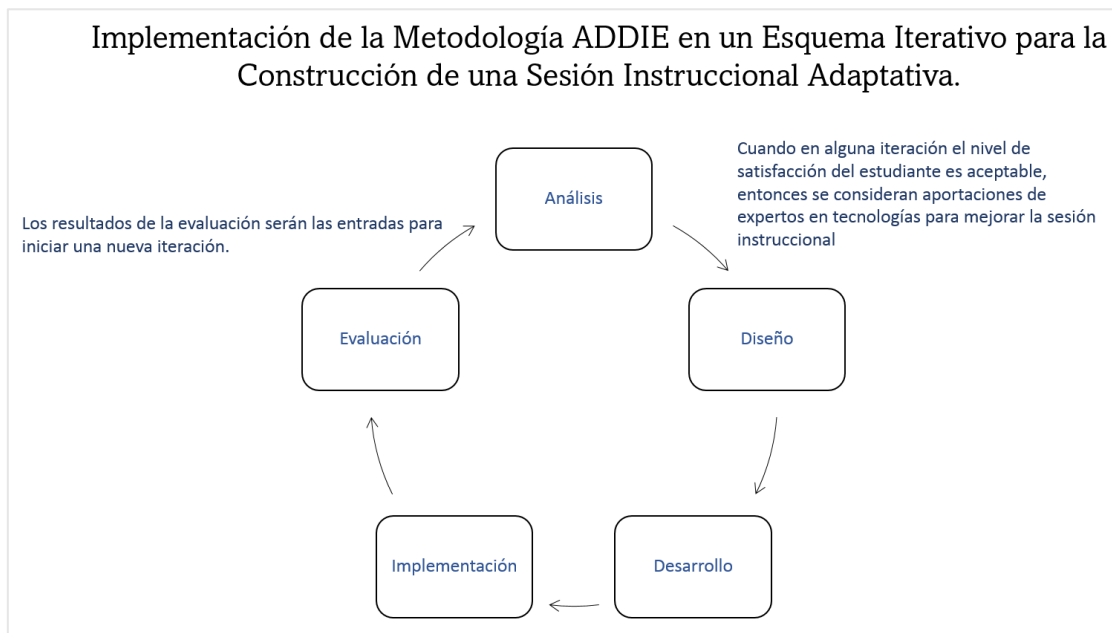 Implementación de la Metodología ADDIE en un Esquema Iterativo para la
Construcción de una Sesión Instruccional Adaptativa.
Análisis
Cuando en alguna iteración el nivel de
satisfacción del estudiante es aceptable,
entonces se consideran aportaciones de
expertos en tecnologías para mejorar la sesión
instruccional
Los resultados de la evaluación serán las entradas para
iniciar una nueva iteración.
Evaluación
Diseño
Implementación
Desarrollo